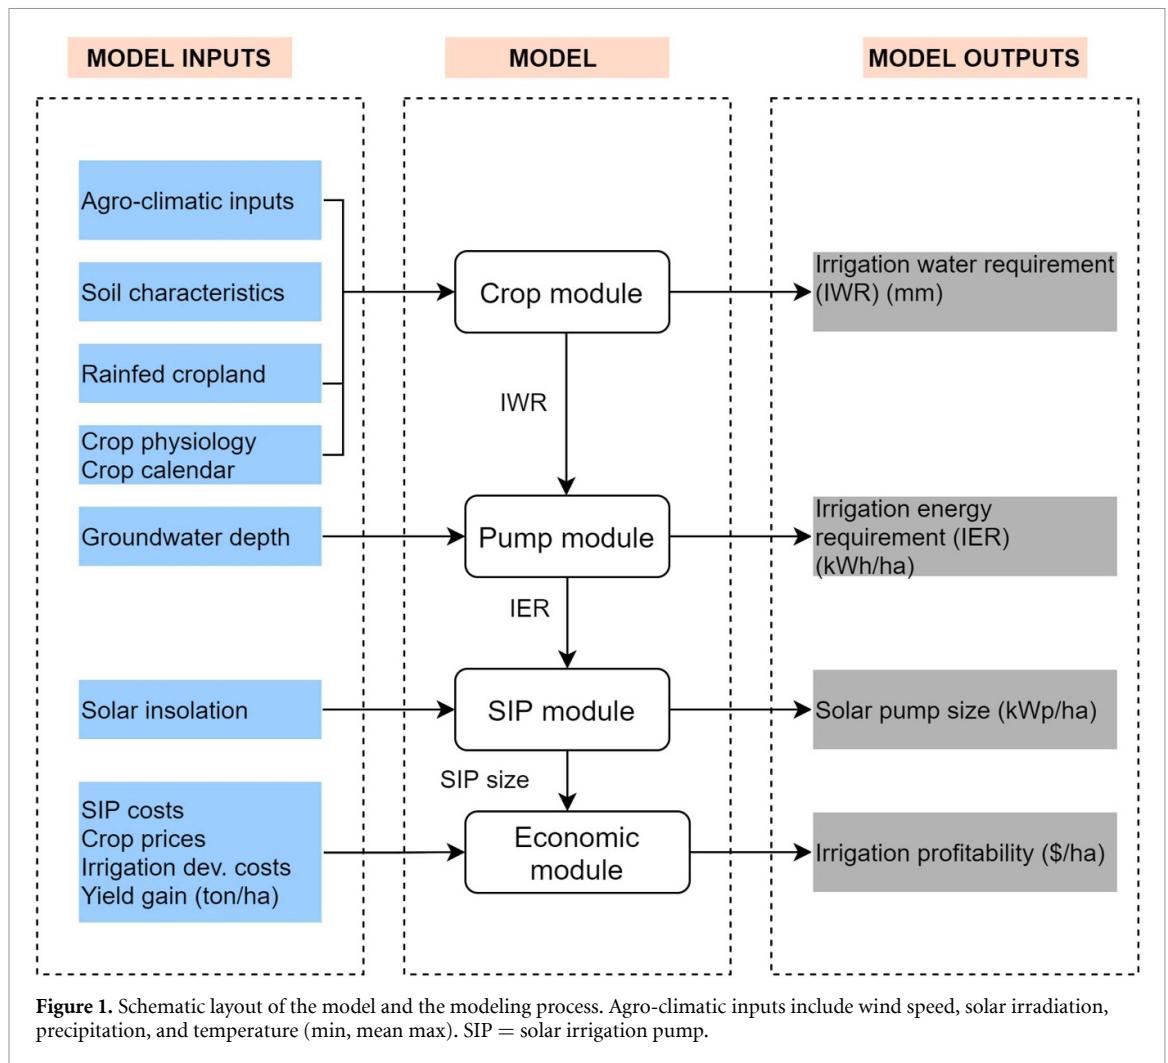 MODEL INPUTS
MODEL
MODEL OUTPUTS
Agro-climatic inputs
Soil characteristics
Rainfed cropland
Crop physiology
Crop calendar
Groundwater depth
Solar insolation
SIP costs
Crop prices
Irrigation dev. costs
Yield gain (ton/ha)
Crop module
IWR
Pump module
IER
SIP module
SIP size
Economic
module
Irrigation water requirement
(IWR) (mm)
Irrigation energy
requirement (IER)
(kWh/ha)
Solar pump size (kWp/ha)
Irrigation profitability ($/ha)
Figure 1. Schematic layout of the model and the modeling process. Agro-climatic inputs include wind speed, solar irradiation,
precipitation, and temperature (min, mean max). SIP = solar irrigation pump.